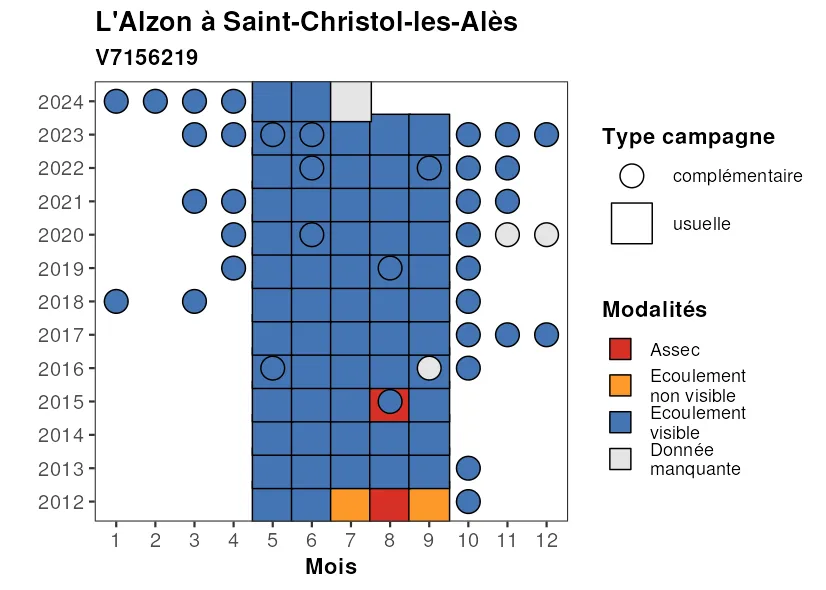 L'Alzon à Saint-Christol-les-Alès
V7156219
2024
2023
2022
2021
2020
2019
2018
2017
2016
2015
2014
2013
2012
1 2 3 4 5 6 7 8 9 10 11 12
Mois
Type campagne
complémentaire
usuelle
Modalités
Assec
Ecoulement
non visible
Ecoulement
visible
Donnée
manquante